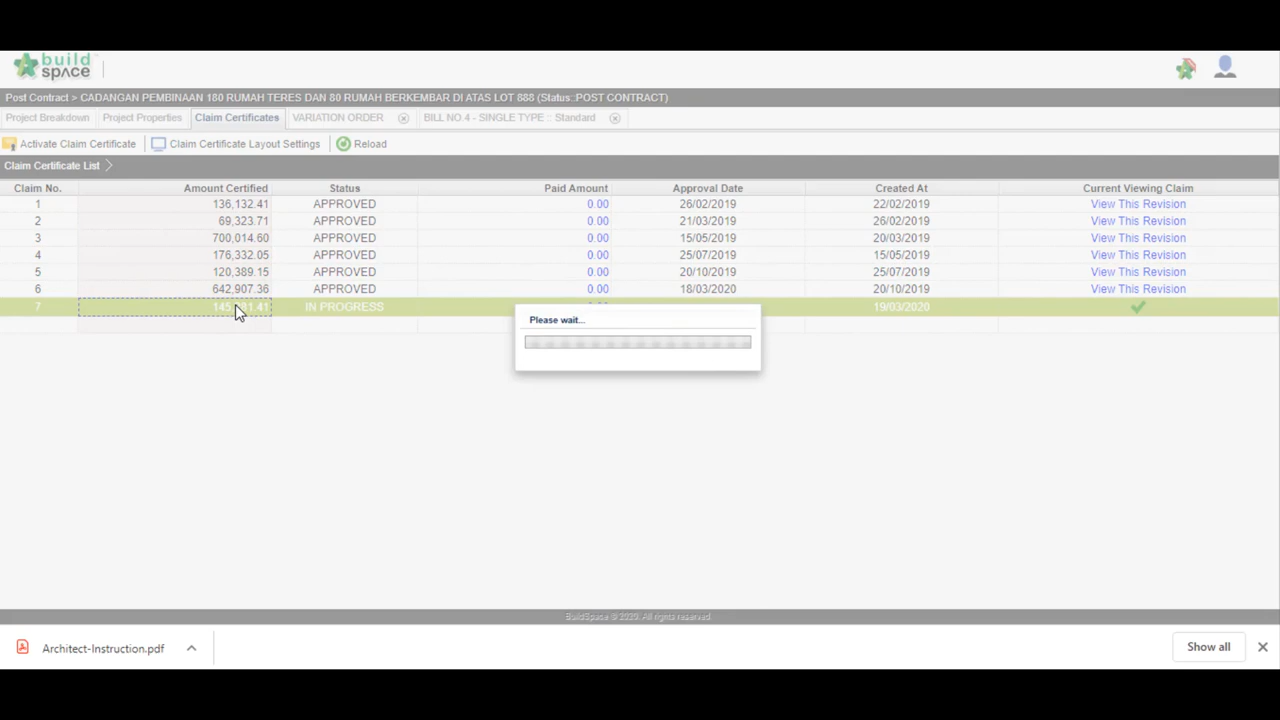 build
space
Post Contract > CADANGAN PEMBINAAN 180 RUMAH TERES DAN 80 RUMAH BERKEMBAR DI ATAS LOT 888 (Status::POST CONTRACT)
Project Breakdown Project Properties Claim Certificates VARIATION ORDER BILL NO.4 - SINGLE TYPE :: Standard
Activate Claim Certificate Claim Certificate Layout Settings Reload
Claim Certificate List
Claim No. Amount Certified Status Paid Amount Approval Date Created At Current Viewing Claim
1 136,132.41 APPROVED 0.00 26/02/2019 22/02/2019 View This Revision
2 69,323.71 APPROVED 0.00 21/03/2019 26/02/2019 View This Revision
3 700,014.60 APPROVED 0.00 15/05/2019 20/03/2019 View This Revision
4 176,332.05 APPROVED 0.00 25/07/2019 15/05/2019 View This Revision
5 120,389.15 APPROVED 0.00 20/10/2019 25/07/2019 View This Revision
6 642,907.36 APPROVED 0.00 18/03/2020 20/10/2019 View This Revision
7 IN PROGRESS 19/03/2020
Please wait...
BuildSpace © 2020. All rights reserved.
Architect-Instruction.pdf Show all